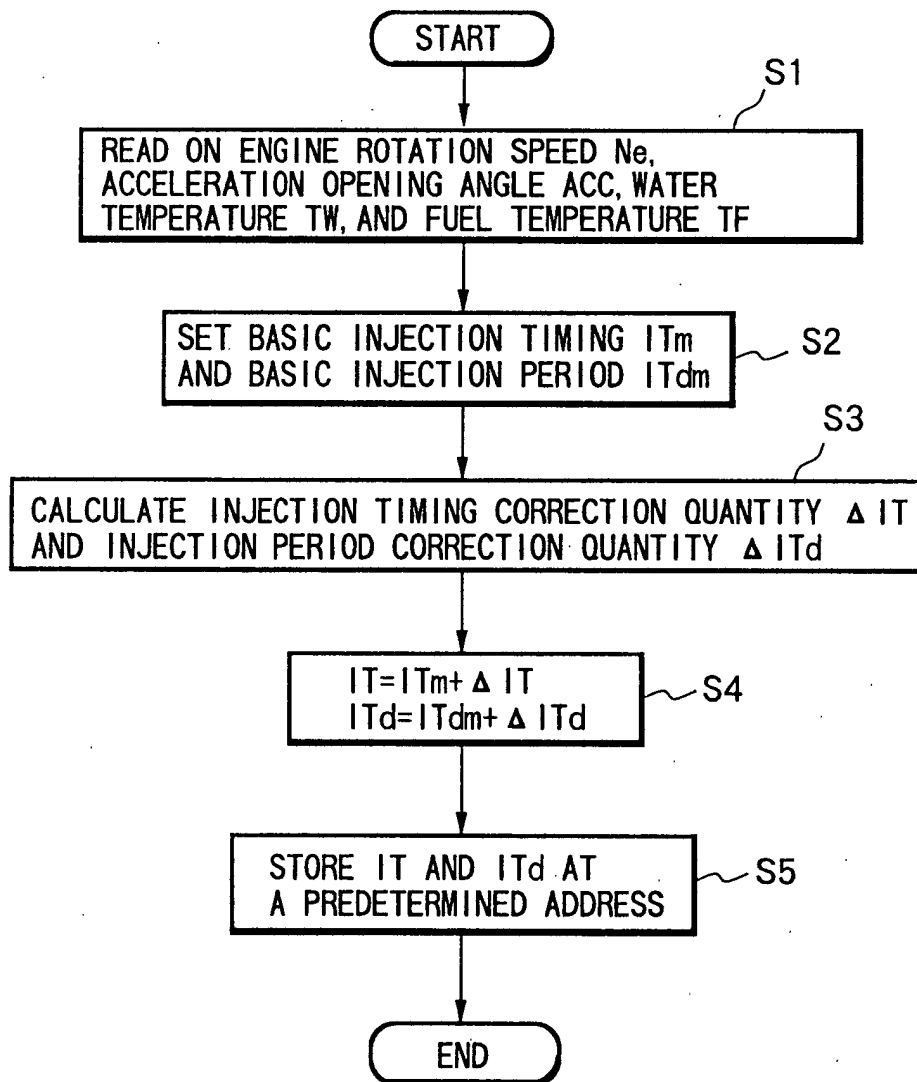 START
S1
READ ON ENGINE ROTATION SPEED Ne,
ACCELERATION OPENING ANGLE ACC, WATER
TEMPERATURE TW, AND FUEL TEMPERATURE TF
SET BASIC INJECTION TIMING ITm
AND BASIC INJECTION PERIOD ITdm
S2
S3
CALCULATE INJECTION TIMING CORRECTION QUANTITY Δ IT
AND INJECTION PERIOD CORRECTION QUANTITY Δ ITd
IT=ITm+ Δ IT
ITd=ITdm+ Δ ITd
S4
STORE IT AND ITd AT
A PREDETERMINED ADDRESS
S5
END